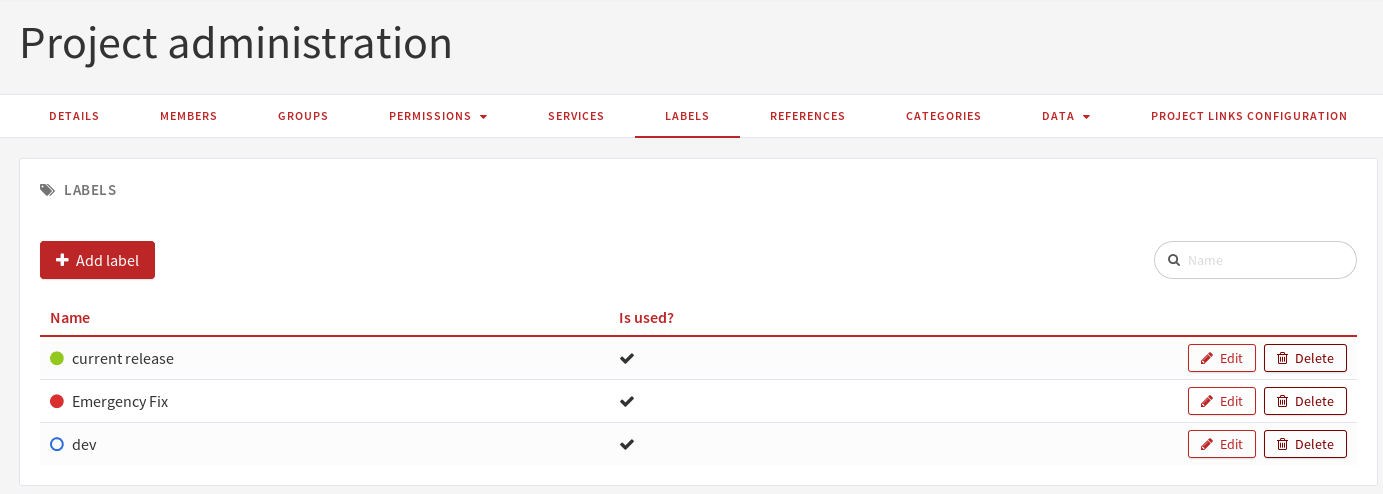 Project administration
DETAILS MEMBERS GROUPS PERMISSIONS SERVICES LABELS REFERENCES CATEGORIES DATA PROJECT LINKS CONFIGURATION
LABELS
Add label Name
Name Is used?
current release Edit Delete
Emergency Fix Edit Delete
dev Edit Delete